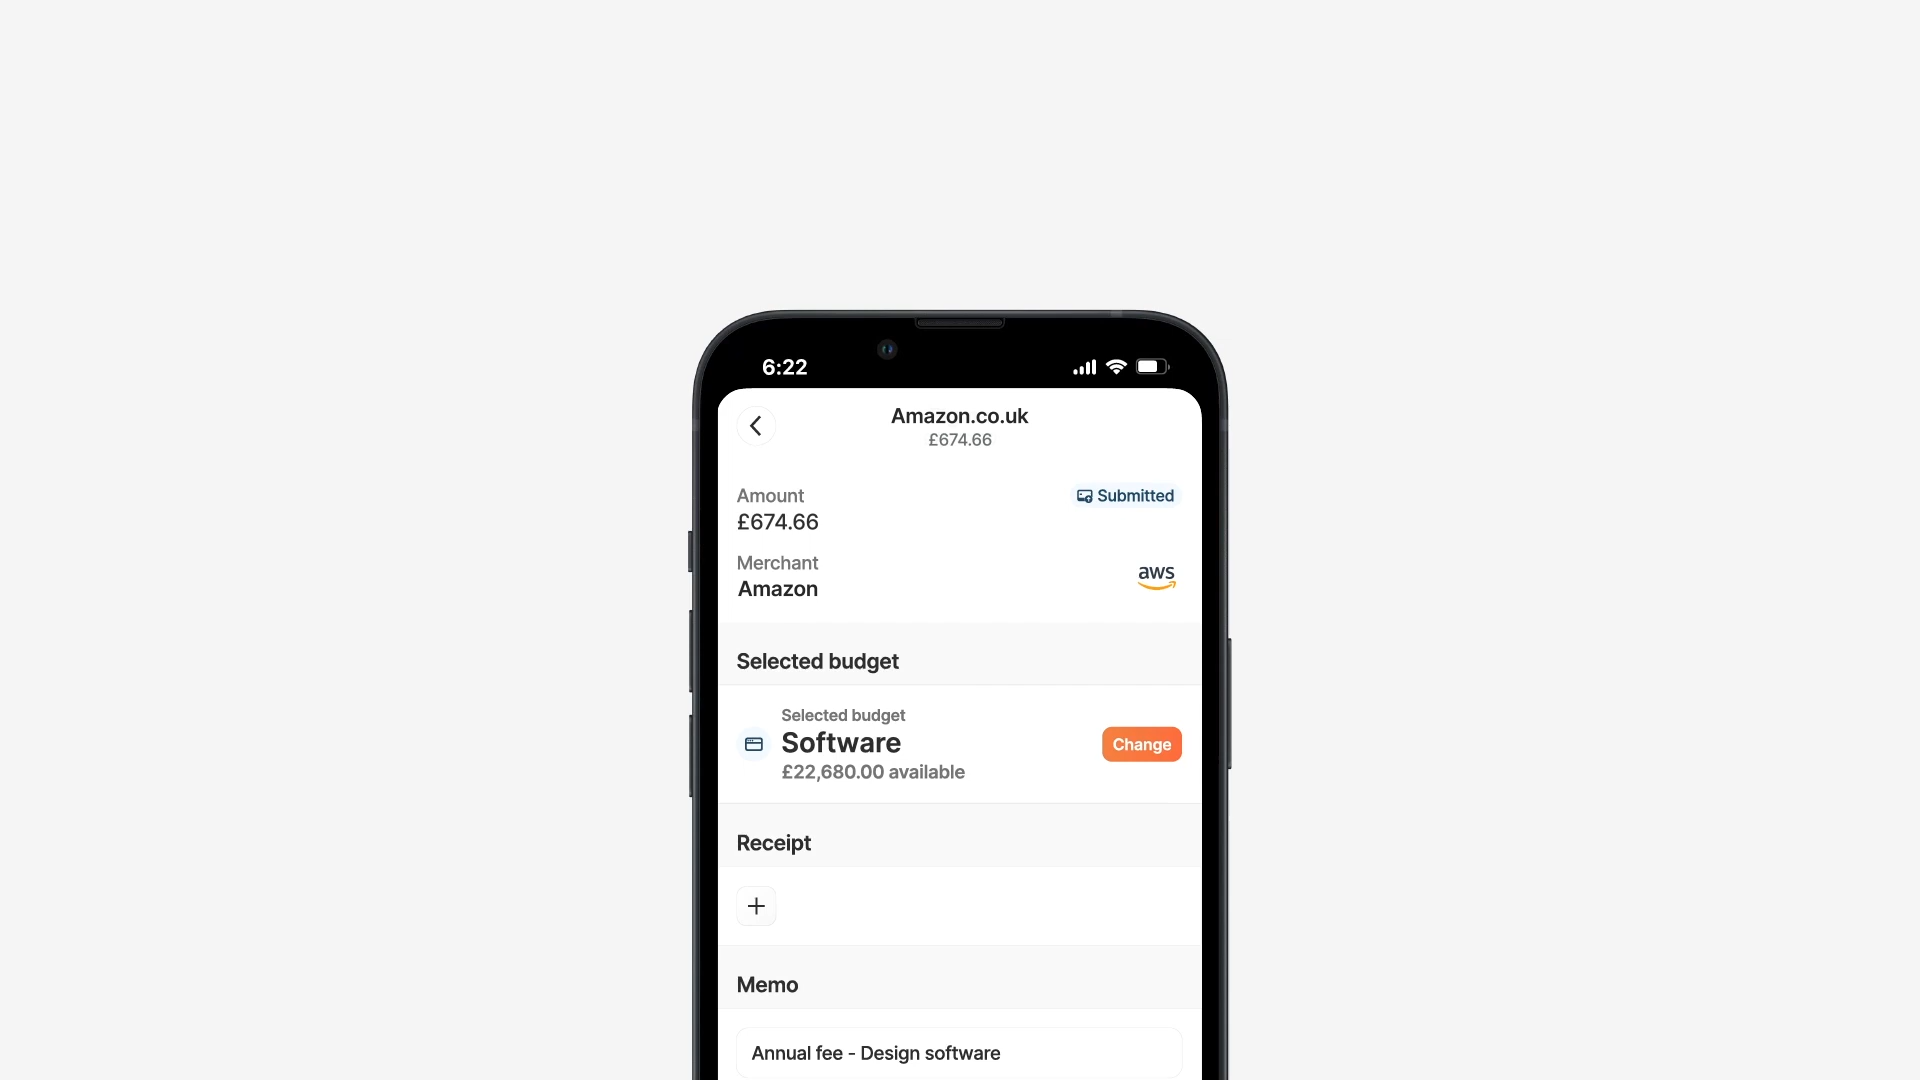 6:22
Amazon.co.uk
£674.66
Amount
Submitted
£674.66
Merchant
Amazon
aws
Selected budget
Selected budget
Software
£22,680.00 available
Change
Receipt
Memo
Annual fee - Design software